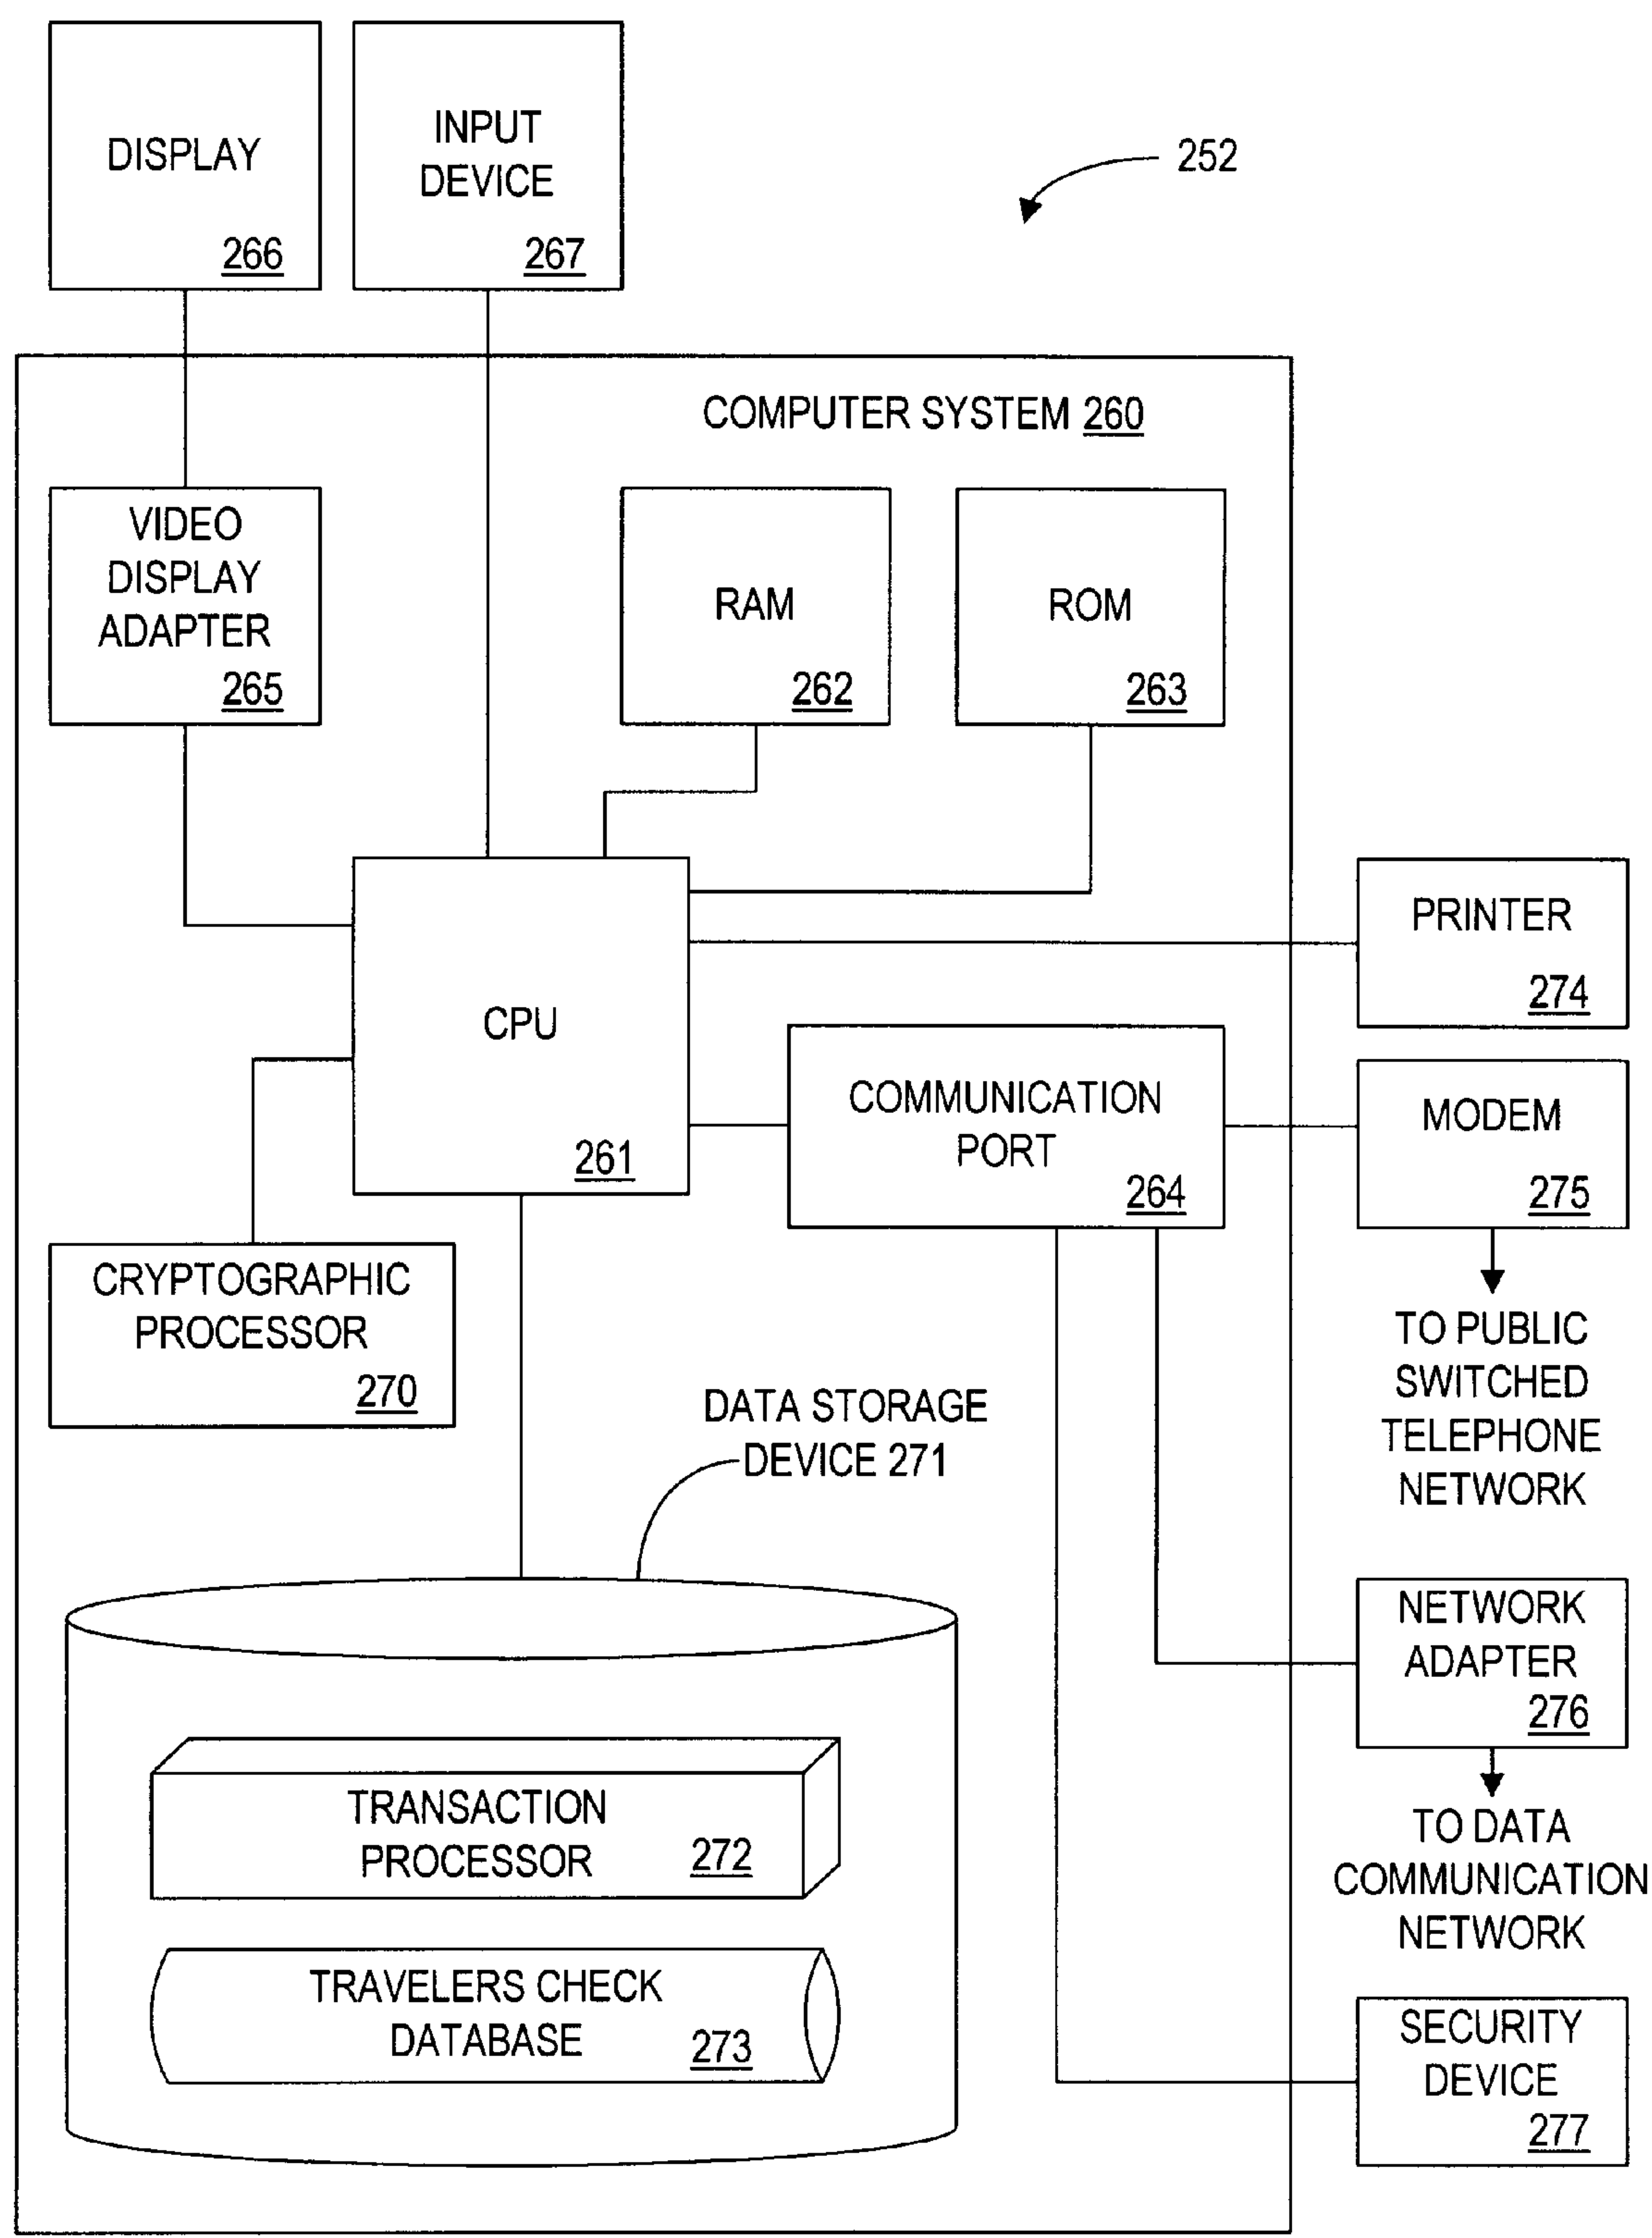 DISPLAY
266
INPUT
DEVICE
267
252
COMPUTER SYSTEM 260
VIDEO
DISPLAY
ADAPTER
265
RAM
262
ROM
263
CPU
261
PRINTER
274
COMMUNICATION
PORT
264
MODEM
275
TO PUBLIC
SWITCHED
TELEPHONE
NETWORK
CRYPTOGRAPHIC
PROCESSOR
270
DATA STORAGE
DEVICE 271
NETWORK
ADAPTER
276
TO DATA
COMMUNICATION
NETWORK
TRANSACTION
PROCESSOR 272
TRAVELERS CHECK
DATABASE 273
SECURITY
DEVICE
277